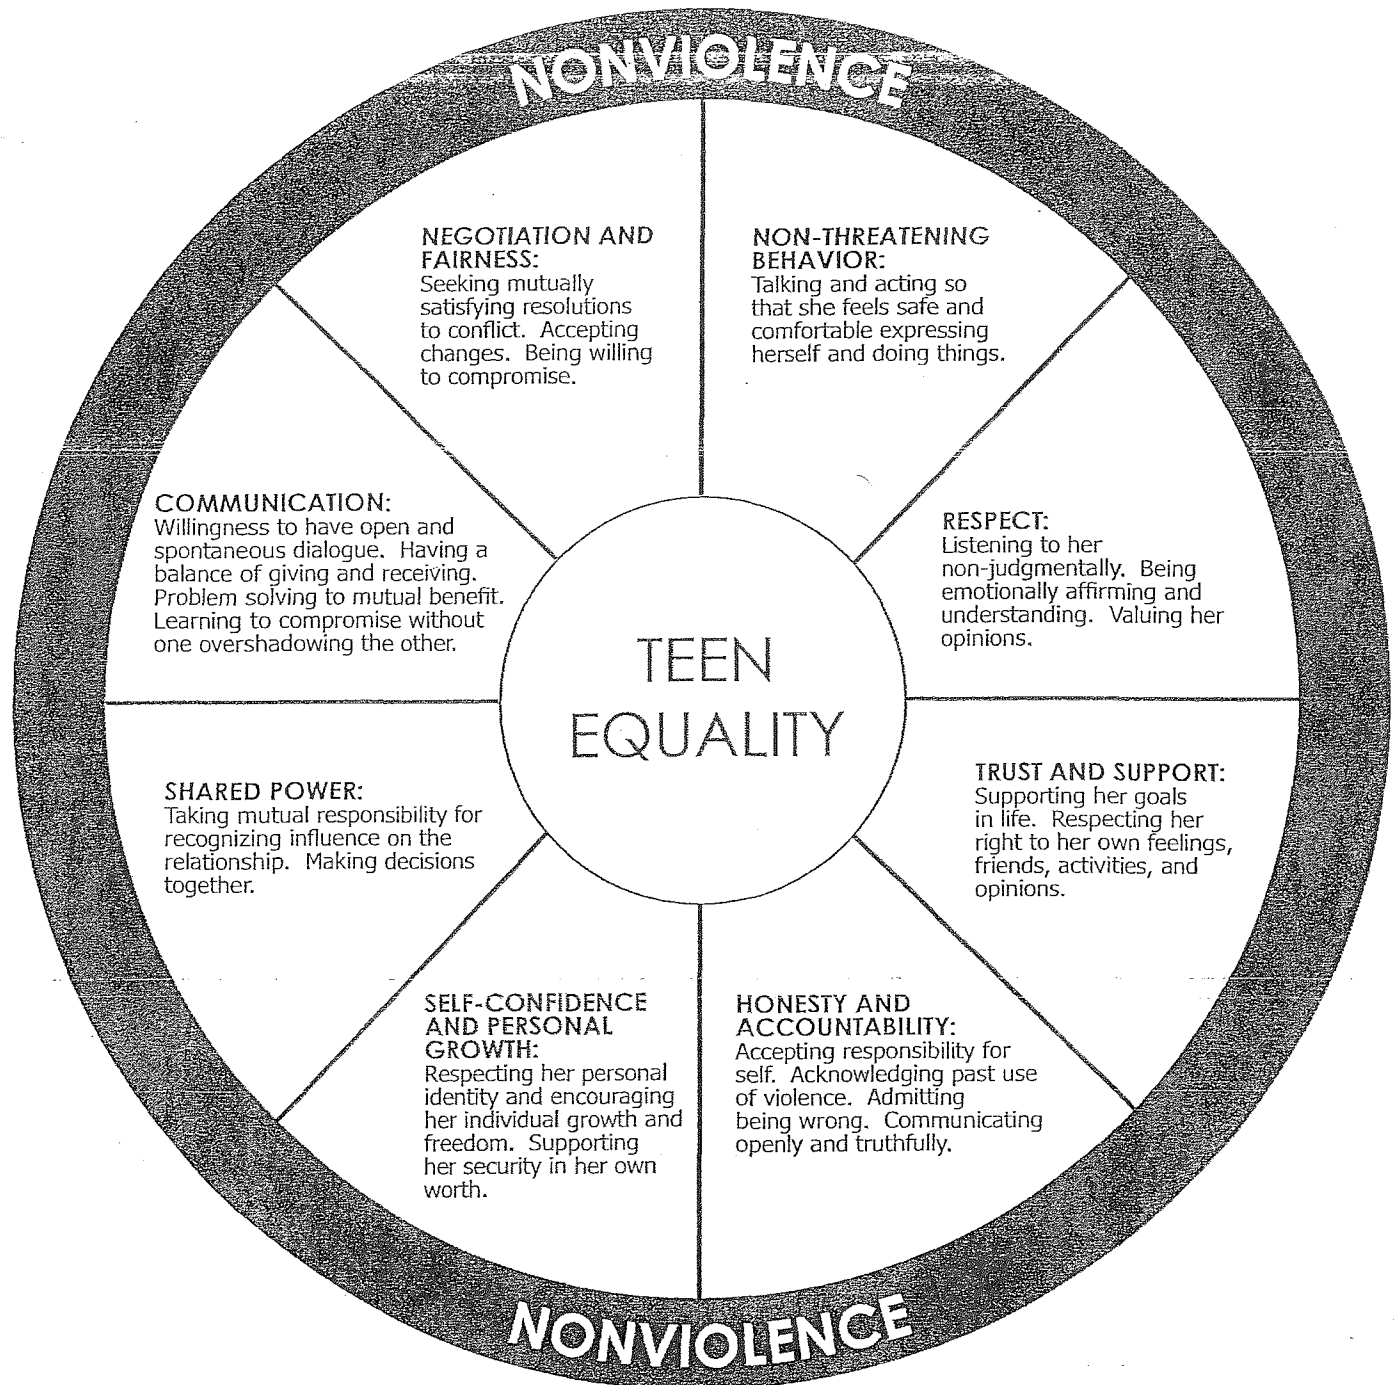 NONVIOLENCE
NEGOTIATION AND
FAIRNESS:
Seeking mutually
satisfying resolutions
to conflict. Accepting
changes. Being willing
to compromise.
NON-THREATENING
BEHAVIOR:
Talking and acting so
that she feels safe and
comfortable expressing
herself and doing things.
COMMUNICATION:
Willingness to have open and
spontaneous dialogue. Having a
balance of giving and receiving.
Problem solving to mutual benefit.
Learning to compromise without
one overshadowing the other.
RESPECT:
Listening to her
non-judgmentally. Being
emotionally affirming and
understanding. Valuing her
opinions.
TEEN
EQUALITY
SHARED POWER:
Taking mutual responsibility for
recognizing influence on the
relationship. Making decisions
together.
TRUST AND SUPPORT:
Supporting her goals
in life. Respecting her
right to her own feelings,
friends, activities, and
opinions.
SELF-CONFIDENCE
AND PERSONAL
GROWTH:
Respecting her personal
identity and encouraging
her individual growth and
freedom. Supporting
her security in her own
worth.
HONESTY AND
ACCOUNTABILITY:
Accepting responsibility for
self. Acknowledging past use
of violence. Admitting
being wrong. Communicating
openly and truthfully.
NONVIOLENCE